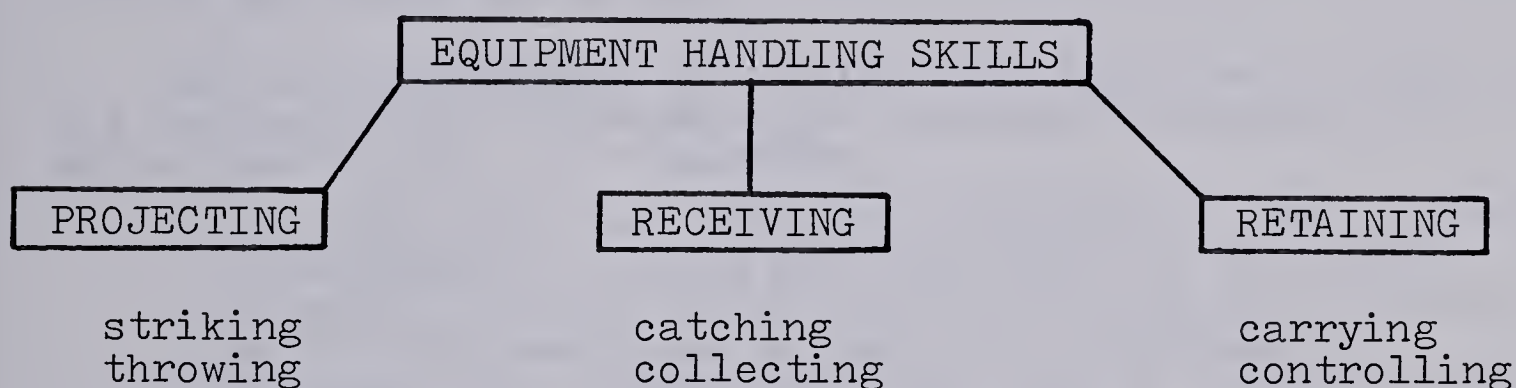 EQUIPMENT HANDLING SKILLS
PROJECTING RECEIVING RETAINING
striking catching carrying
throwing collecting controlling